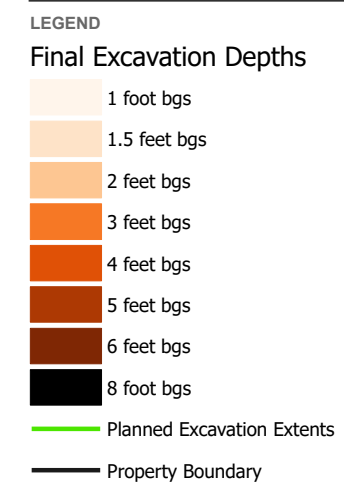 LEGEND
Final Excavation Depths
1 foot bgs
1.5 feet bgs
2 feet bgs
3 feet bgs
4 feet bgs
5 feet bgs
6 feet bgs
8 foot bgs
Planned Excavation Extents
Property Boundary